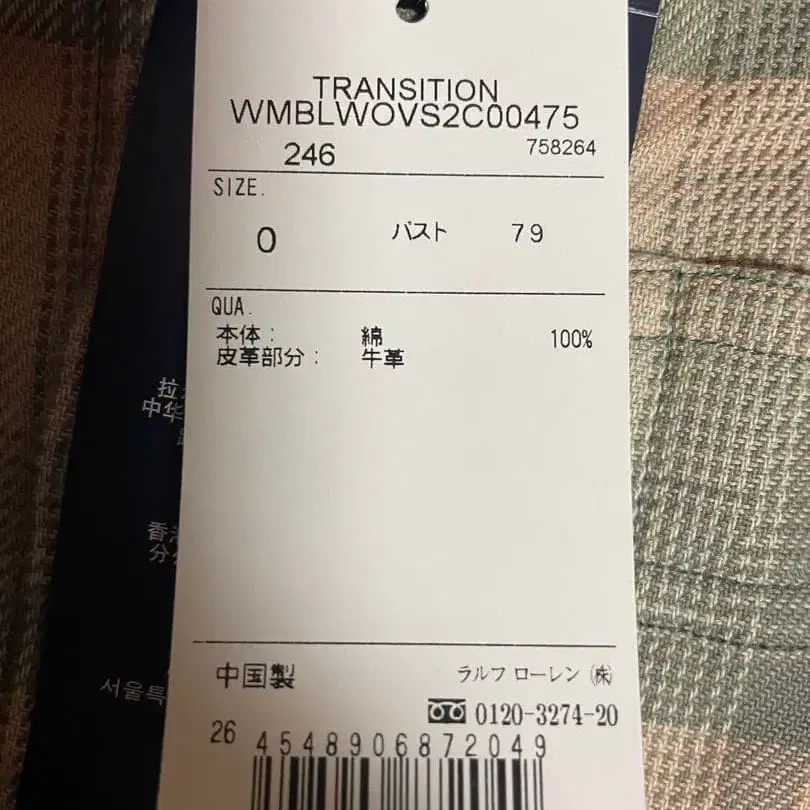 TRANSITION
WMBLWOVS2C00475
246 758264
SIZE.
0 バスト 79
QUA.
本体： 綿 100%
皮革部分： 牛革
中国製 ラルフ ローレン ㈱
0120-3274-20
26 4548906872049
拉
中华
香港
分
서울특